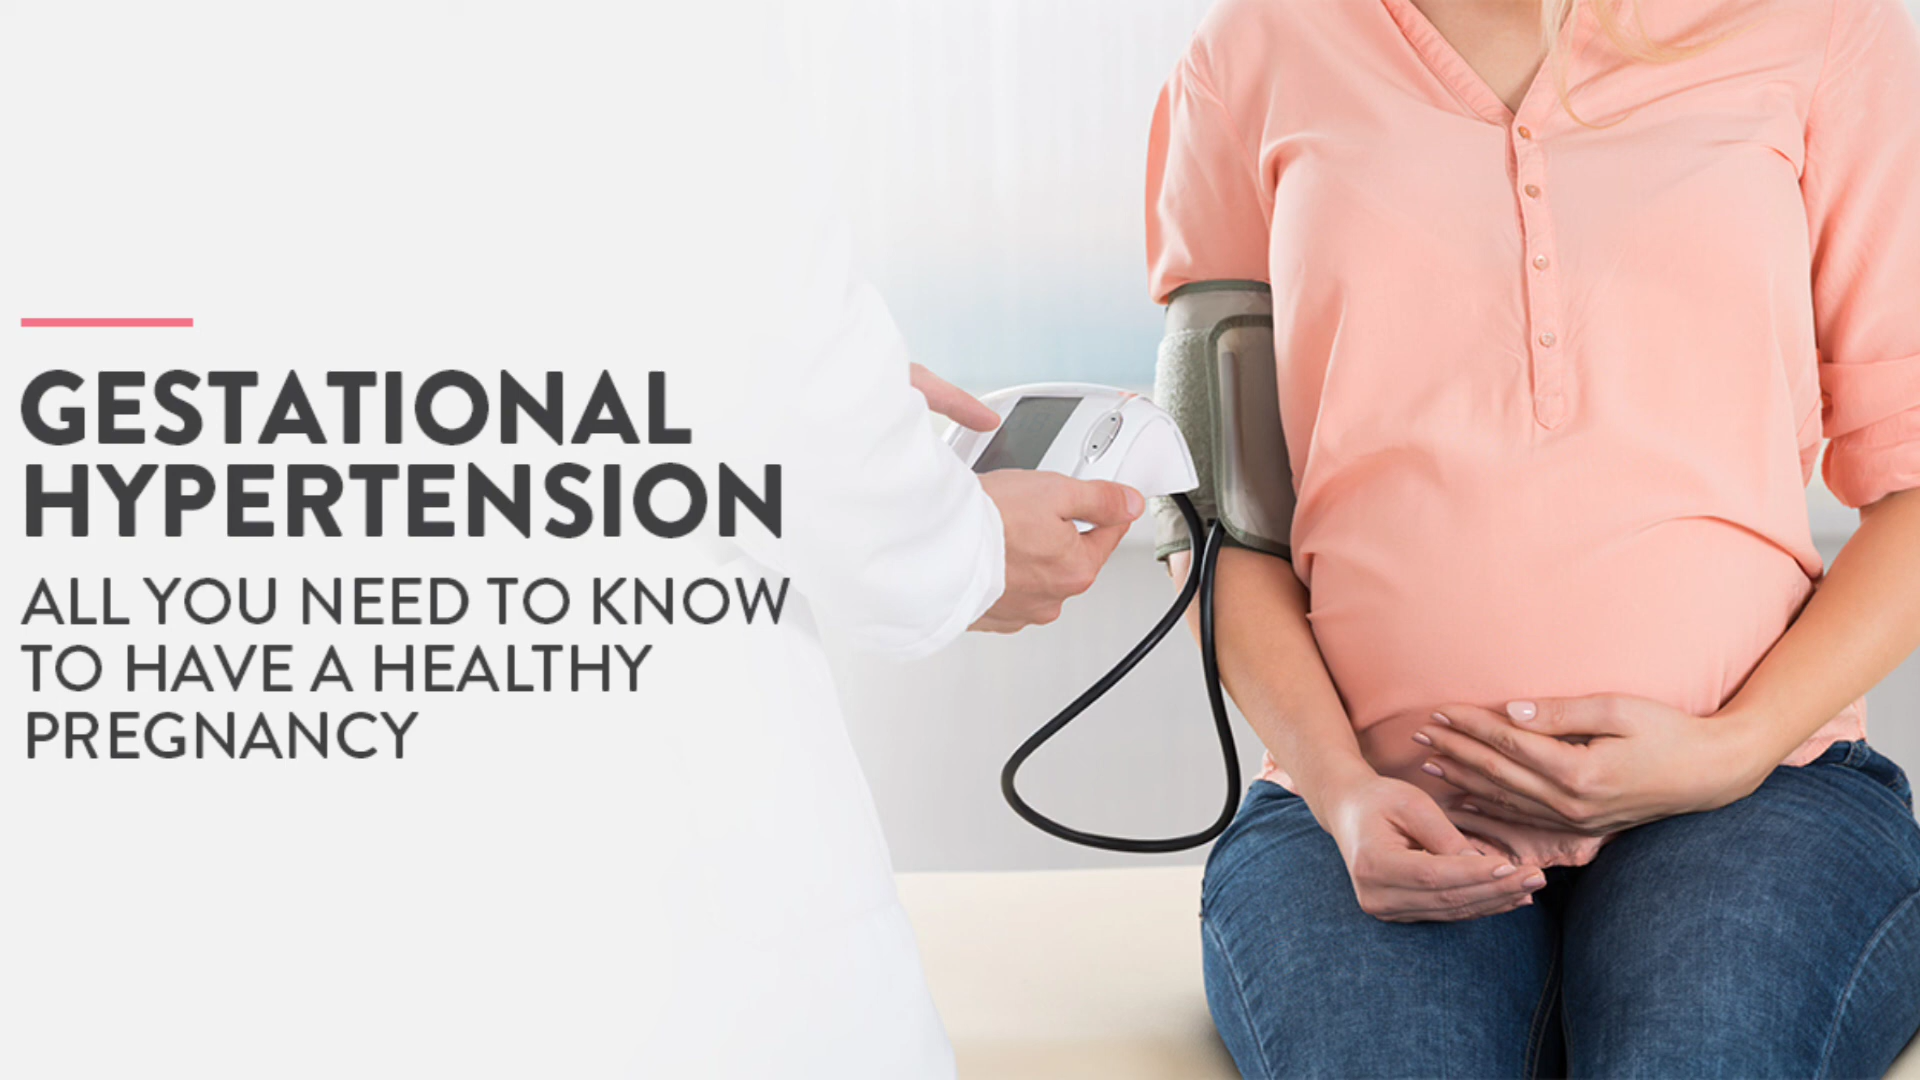 GESTATIONAL
HYPERTENSION
ALL YOU NEED TO KNOW
TO HAVE A HEALTHY
PREGNANCY